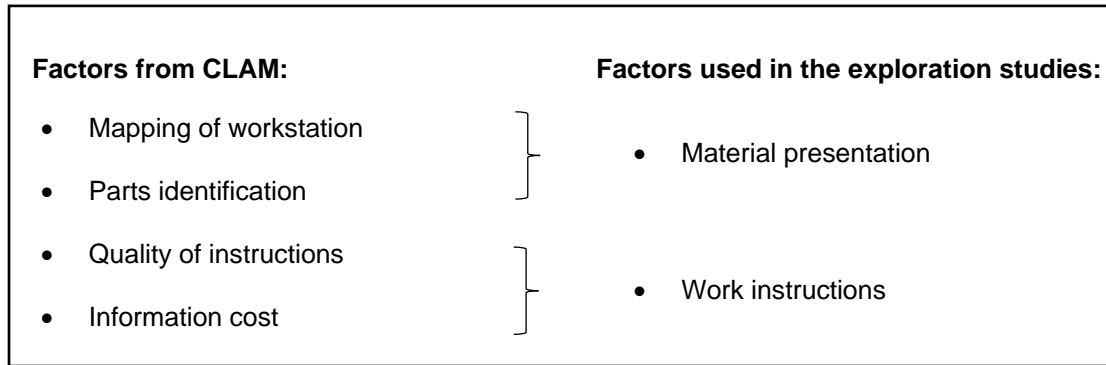 Factors from CLAM:
• Mapping of workstation
• Parts identification
• Quality of instructions
• Information cost
Factors used in the exploration studies:
• Material presentation
• Work instructions